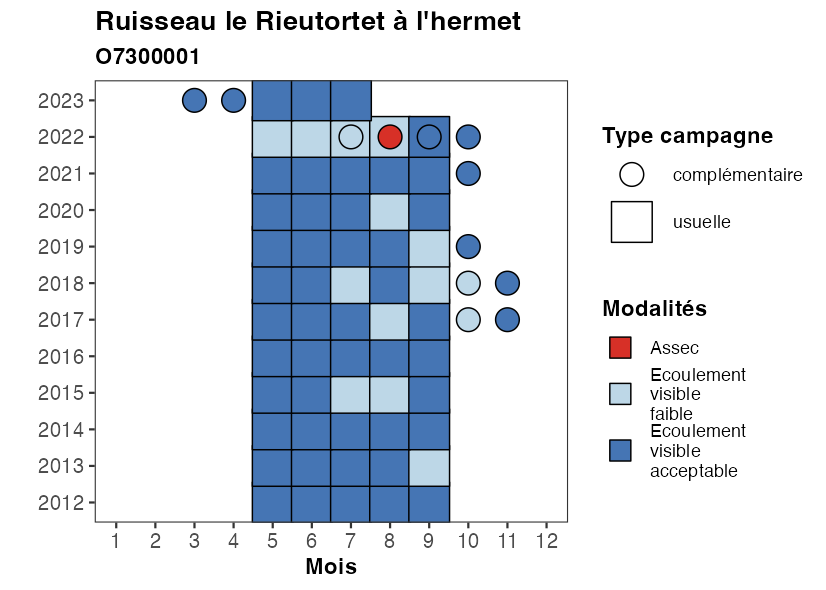 Ruisseau le Rieutortet à l'hermet
O7300001
2023
2022
2021
2020
2019
2018
2017
2016
2015
2014
2013
2012
1 2 3 4 5 6 7 8 9 10 11 12
Mois
Type campagne
complémentaire
usuelle
Modalités
Assec
Ecoulement
visible
faible
Ecoulement
visible
acceptable